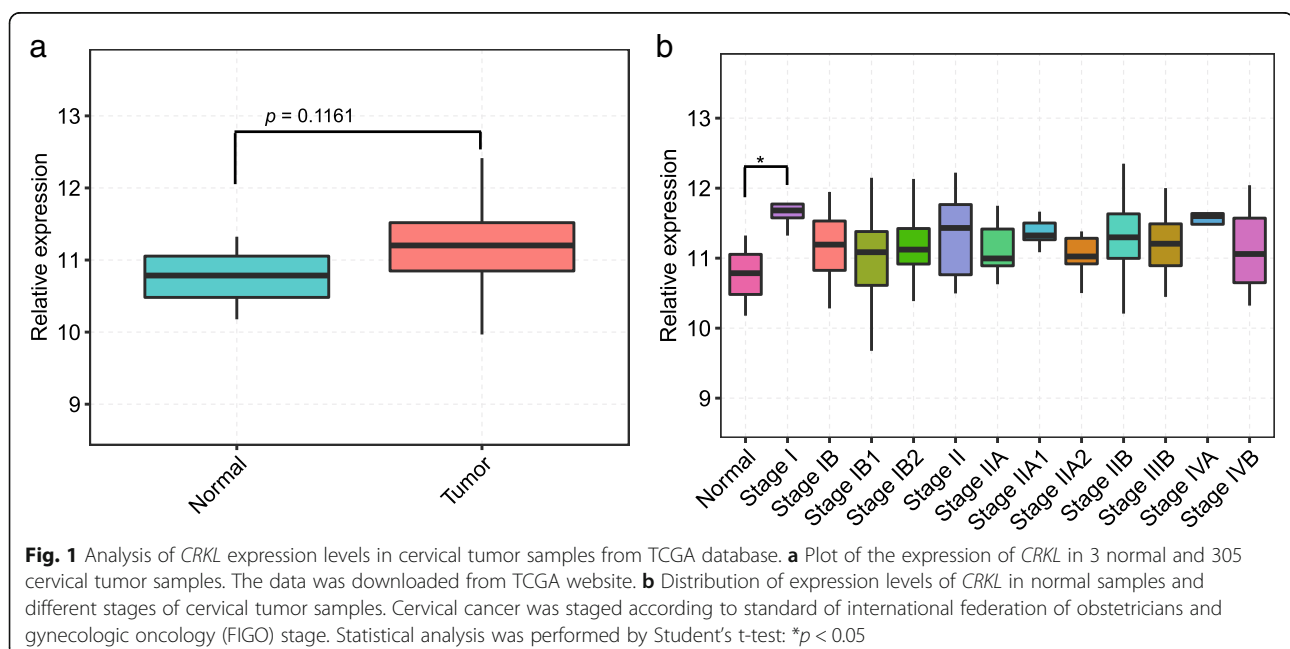 a
13
12
11
10
9
Relative expression
p = 0.1161
Normal
Tumor
b
13
12
11
10
9
Relative expression
*
Normal
Stage I
Stage IB
Stage IB1
Stage IB2
Stage II
Stage IIA
Stage IIA1
Stage IIA2
Stage IIB
Stage IIIB
Stage IVA
Stage IVB
Fig. 1 Analysis of CRKL expression levels in cervical tumor samples from TCGA database. a Plot of the expression of CRKL in 3 normal and 305
cervical tumor samples. The data was downloaded from TCGA website. b Distribution of expression levels of CRKL in normal samples and
different stages of cervical tumor samples. Cervical cancer was staged according to standard of international federation of obstetricians and
gynecologic oncology (FIGO) stage. Statistical analysis was performed by Student's t-test: *p < 0.05